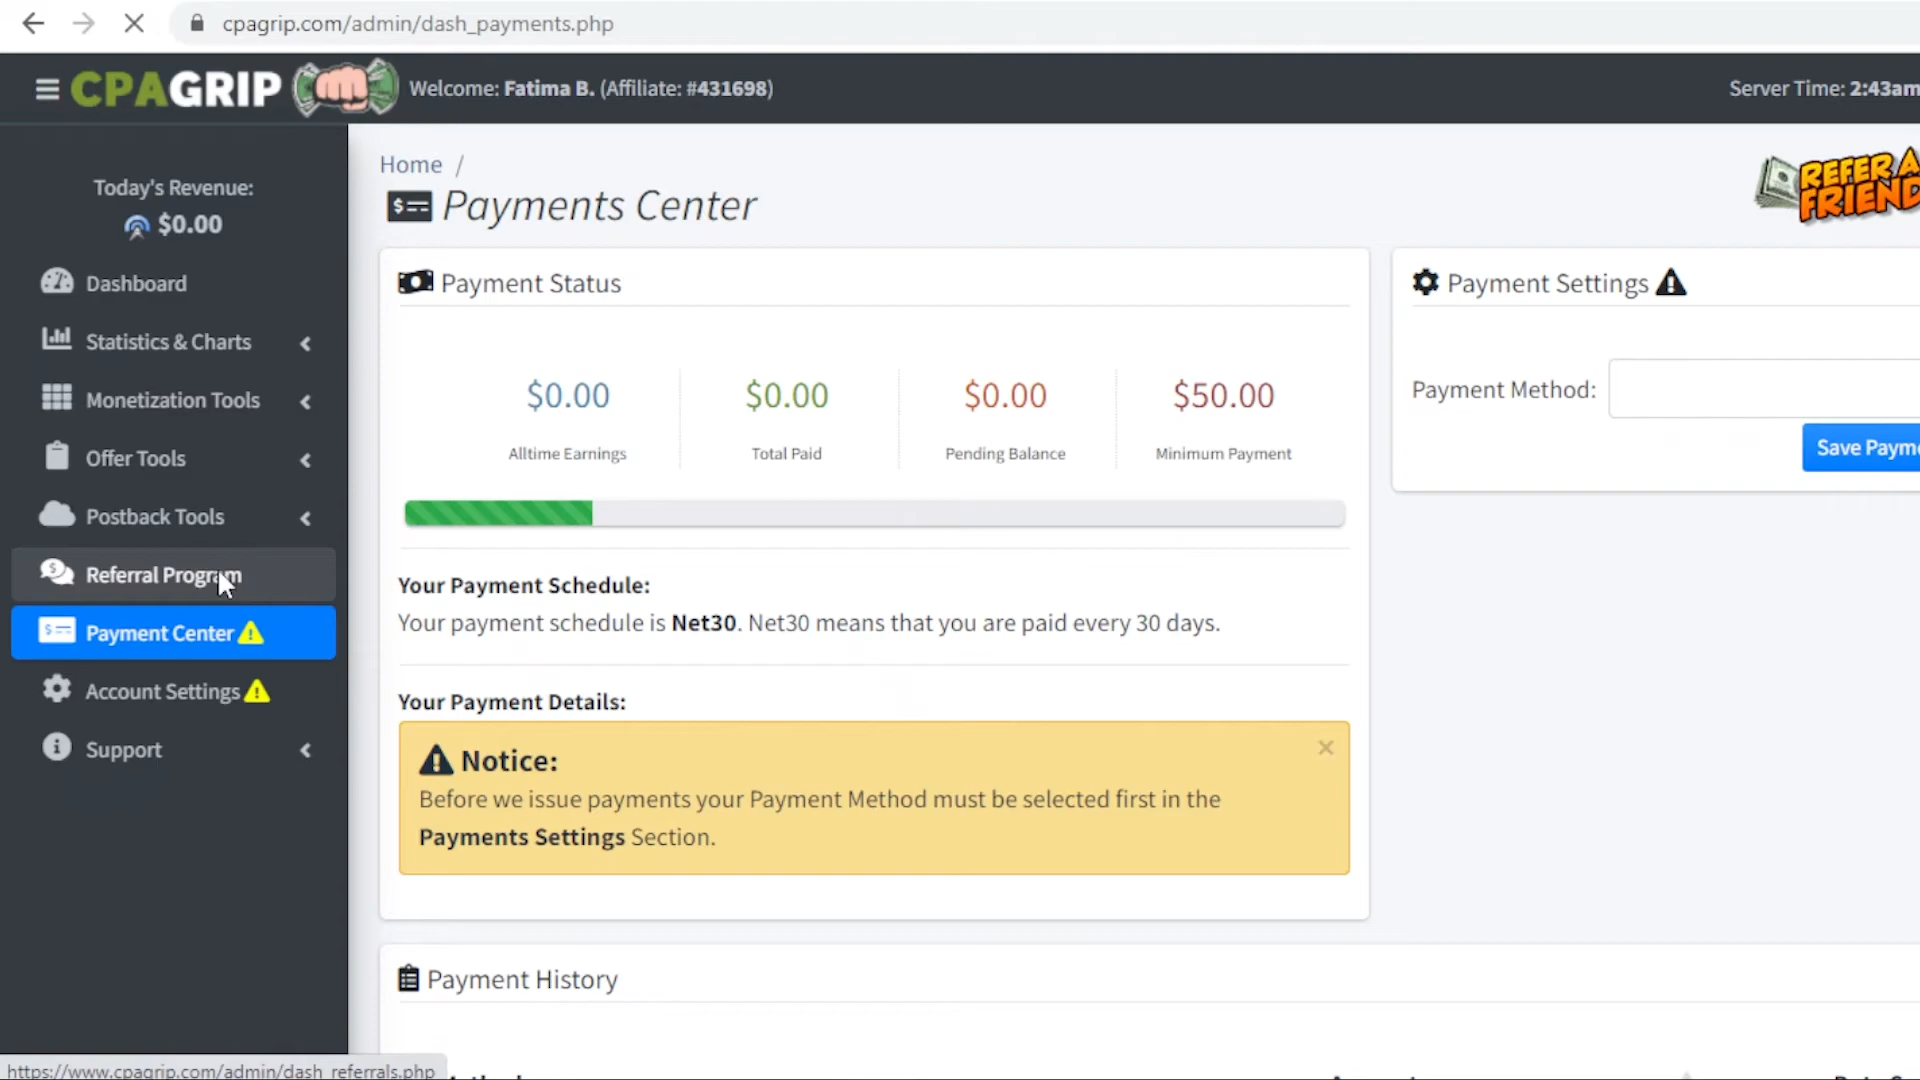 cpagrip.com/admin/dash_payments.php
CPAGRIP Welcome: Fatima B. (Affiliate: #431698) Server Time: 2:43am
Today's Revenue:
$0.00
Dashboard
Statistics & Charts
Monetization Tools
Offer Tools
Postback Tools
Referral Program
Payment Center
Account Settings
Support
Home /
Payments Center
REFER A
FRIEND
Payment Status
$0.00 $0.00 $0.00 $50.00
Alltime Earnings Total Paid Pending Balance Minimum Payment
Your Payment Schedule:
Your payment schedule is Net30. Net30 means that you are paid every 30 days.
Your Payment Details:
Notice:
Before we issue payments your Payment Method must be selected first in the
Payments Settings Section.
Payment Settings
Payment Method:
Save
Payment History
https://www.cpagrip.com/admin/dash_referrals.php